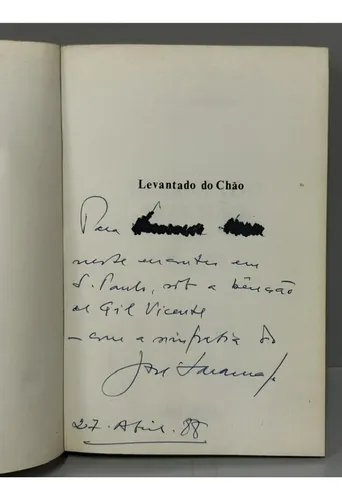 Levantado do Chão
Para
neste encontro em
S. Paulo, sob a bênção
de Gil Vicente
– com a simpatia do
José Saramago
27. Abril. 88